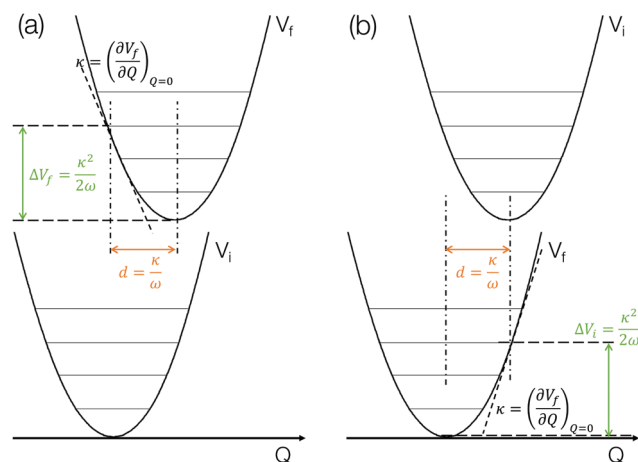 (a)
V_f
κ = (∂V_f/∂Q)_{Q=0}
ΔV_f = κ²/2ω
d = κ/ω
V_i
Q
(b)
V_i
d = κ/ω
V_f
ΔV_i = κ²/2ω
κ = (∂V_f/∂Q)_{Q=0}
Q